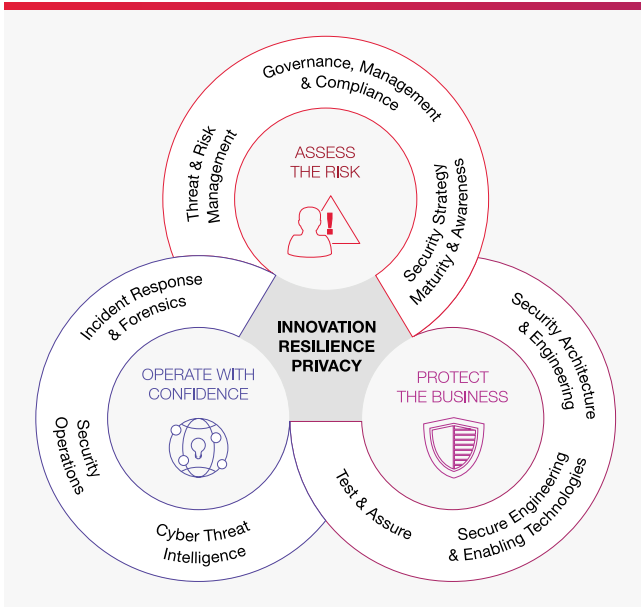 Governance, Management
& Compliance
Threat & Risk
Management
ASSESS
THE RISK
!
Security Strategy
Maturity & Awareness
Incident Response
& Forensics
INNOVATION
RESILIENCE
PRIVACY
Security Architecture
& Engineering
OPERATE WITH
CONFIDENCE
PROTECT
THE BUSINESS
Security
Operations
Cyber Threat
Intelligence
Test & Assure
Secure Engineering
& Enabling Technologies